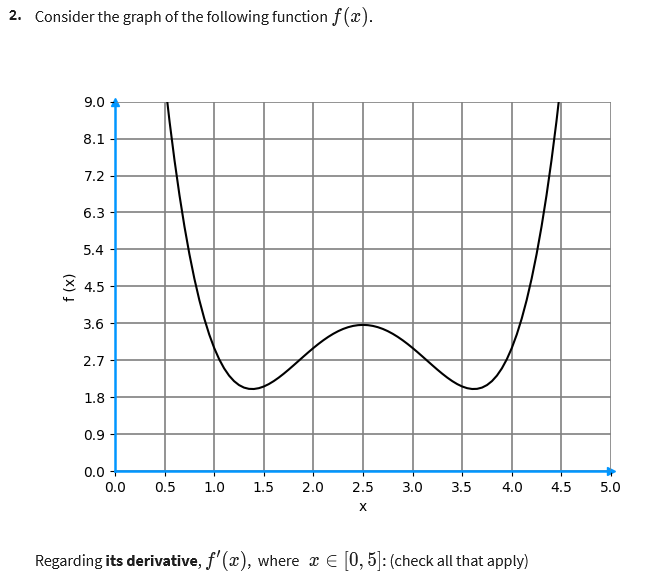 2. Consider the graph of the following function f(x).
9.0
8.1
7.2
6.3
5.4
4.5
3.6
2.7
1.8
0.9
0.0
f (x)
0.0 0.5 1.0 1.5 2.0 2.5 3.0 3.5 4.0 4.5 5.0
x
Regarding its derivative, f′(x), where x ∈ [0, 5]: (check all that apply)